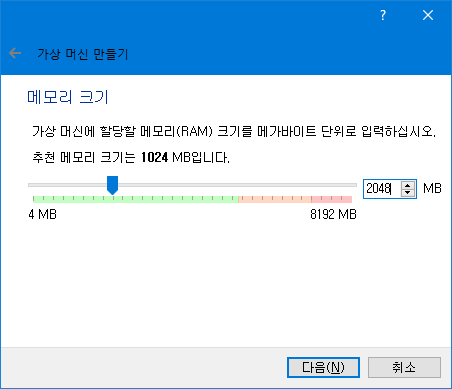 ?
가상 머신 만들기
메모리 크기
가상 머신에 할당할 메모리(RAM) 크기를 메가바이트 단위로 입력하십시오.
추천 메모리 크기는 1024 MB입니다.
2048 MB
4 MB 8192 MB
다음(N) 취소